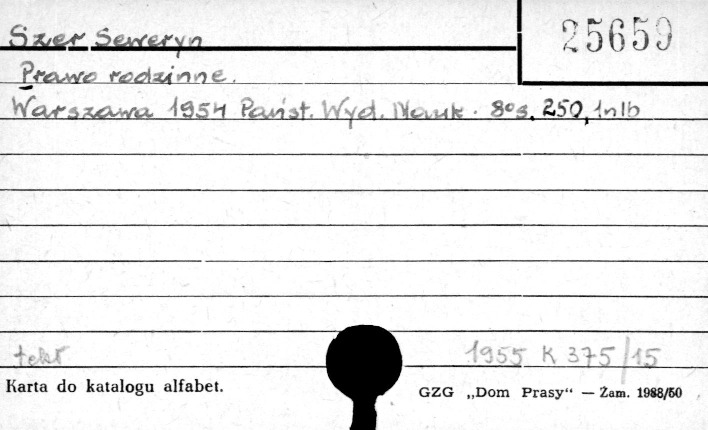 Szer Seweryn
25659
Prawo rodzinne.
Warszawa 1954 Państ. Wyd. Nauk. 8° s. 250, 1nlb
tekst
1955 K 375/15
Karta do katalogu alfabet.
GZG „Dom Prasy“ — Żam. 1988/50